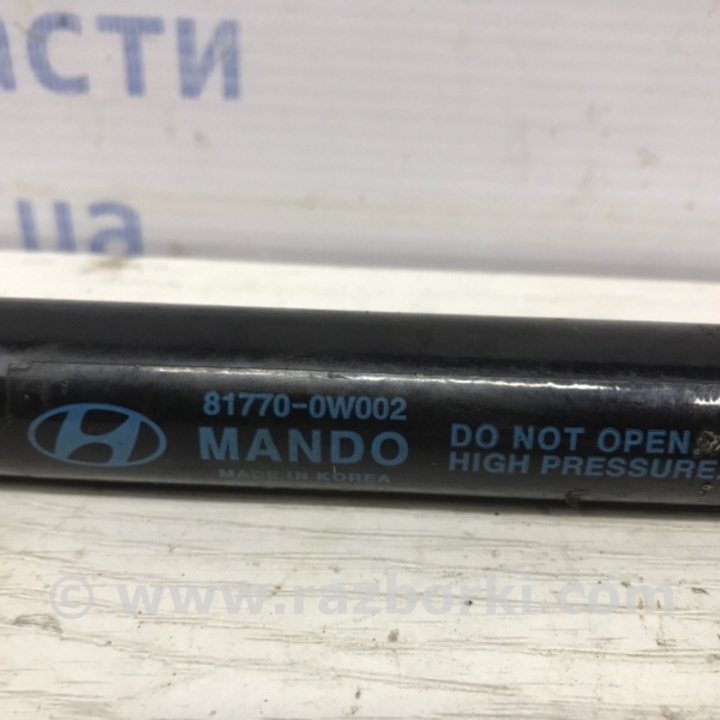 асти
ua
81770-0W002
MANDO
MADE IN KOREA
DO NOT OPEN
HIGH PRESSURE
© www.razborki.com